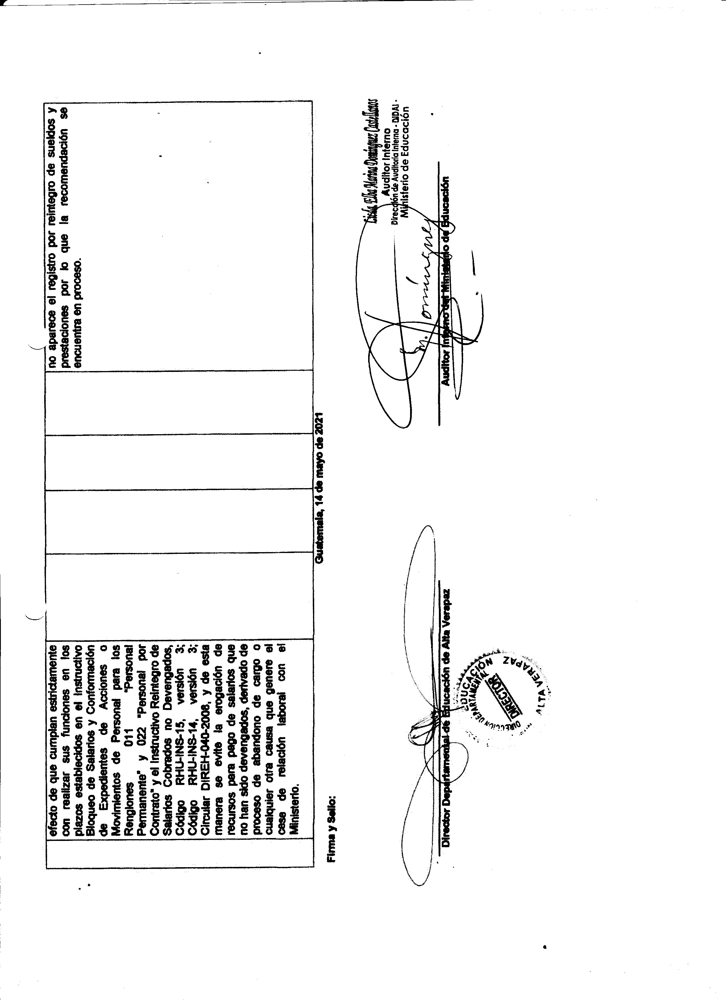 efecto de que cumplan estrictamente
con realizar sus funciones en los
plazos establecidos en el Instructivo
Bloqueo de Salarios y Conformación
de Expedientes de Acciones o
Movimientos de Personal para los
Renglones 011 "Personal
Permanente" y 022 "Personal por
Contrato" y el Instructivo Reintegro de
Salarios Cobrados no Devengados,
Código RHU-INS-15, versión 3;
Código RHU-INS-14, versión 3;
Circular DIREH-040-2008, y de esta
manera se evite la erogación de
recursos para pago de salarios que
no han sido devengados, derivado de
proceso de abandono de cargo o
cualquier otra causa que genere el
cese de relación laboral con el
Ministerio.
no aparece el registro por reintegro de sueldos y
prestaciones por lo que la recomendación se
encuentra en proceso.
Guatemala, 14 de mayo de 2021
Firma y Sello:
Director Departamental de Educación de Alta Verapaz
DIRECCIÓN DEPARTAMENTAL
EDUCACIÓN
DIRECTOR
ALTA VERAPAZ
Licda. Elba Marina Domínguez Castellanos
Auditor Interno
Dirección de Auditoría Interna - DIDAI -
Ministerio de Educación
M. Domínguez
Auditor Interno del Ministerio de Educación